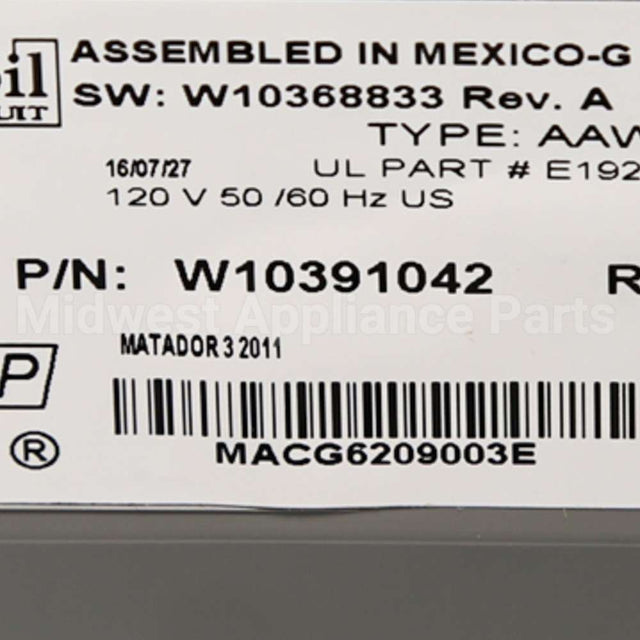 ASSEMBLED IN MEXICO-G
SW: W10368833 Rev. A
TYPE: AAW
16/07/27 UL PART # E192
120 V 50 /60 Hz US
P/N: W10391042 R
Midwest Appliance Parts
MATADOR 3 2011
P
®
MACG6209003E